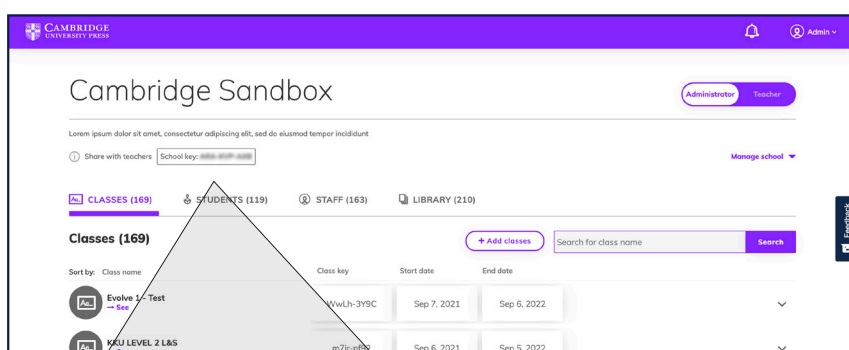 CAMBRIDGE
UNIVERSITY PRESS
Admin
Cambridge Sandbox
Administrator Teacher
Lorem ipsum dolor sit amet, consectetur adipiscing elit, sed do eiusmod tempor incididunt
Share with teachers School key:
Manage school
Aa CLASSES (169) STUDENTS (119) STAFF (163) LIBRARY (210)
Feedback
Classes (169) + Add classes Search for class name Search
Sort by: Class name Class key Start date End date
Aa Evolve 1 - Test WwLh-3Y9C Sep 7, 2021 Sep 6, 2022
→ See
KKU LEVEL 2 L&S Sep 6, 2021 Sep 5, 2022